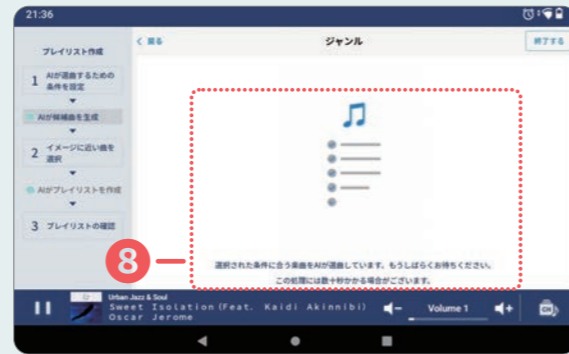 21:36
プレイリスト作成
1 AIが選曲するための
条件を設定
AIが候補曲を生成
2 イメージに近い曲を
選択
AIがプレイリストを作成
3 プレイリストの確認
< 戻る
ジャンル
終了する
8
選択された条件に合う楽曲をAIが選曲しています。もうしばらくお待ちください。
この処理には数十秒かかる場合がございます。
Urban Jazz & Soul
Sweet Isolation (Feat. Kaidi Akinnibi)
Oscar Jerome
Volume 1
CH